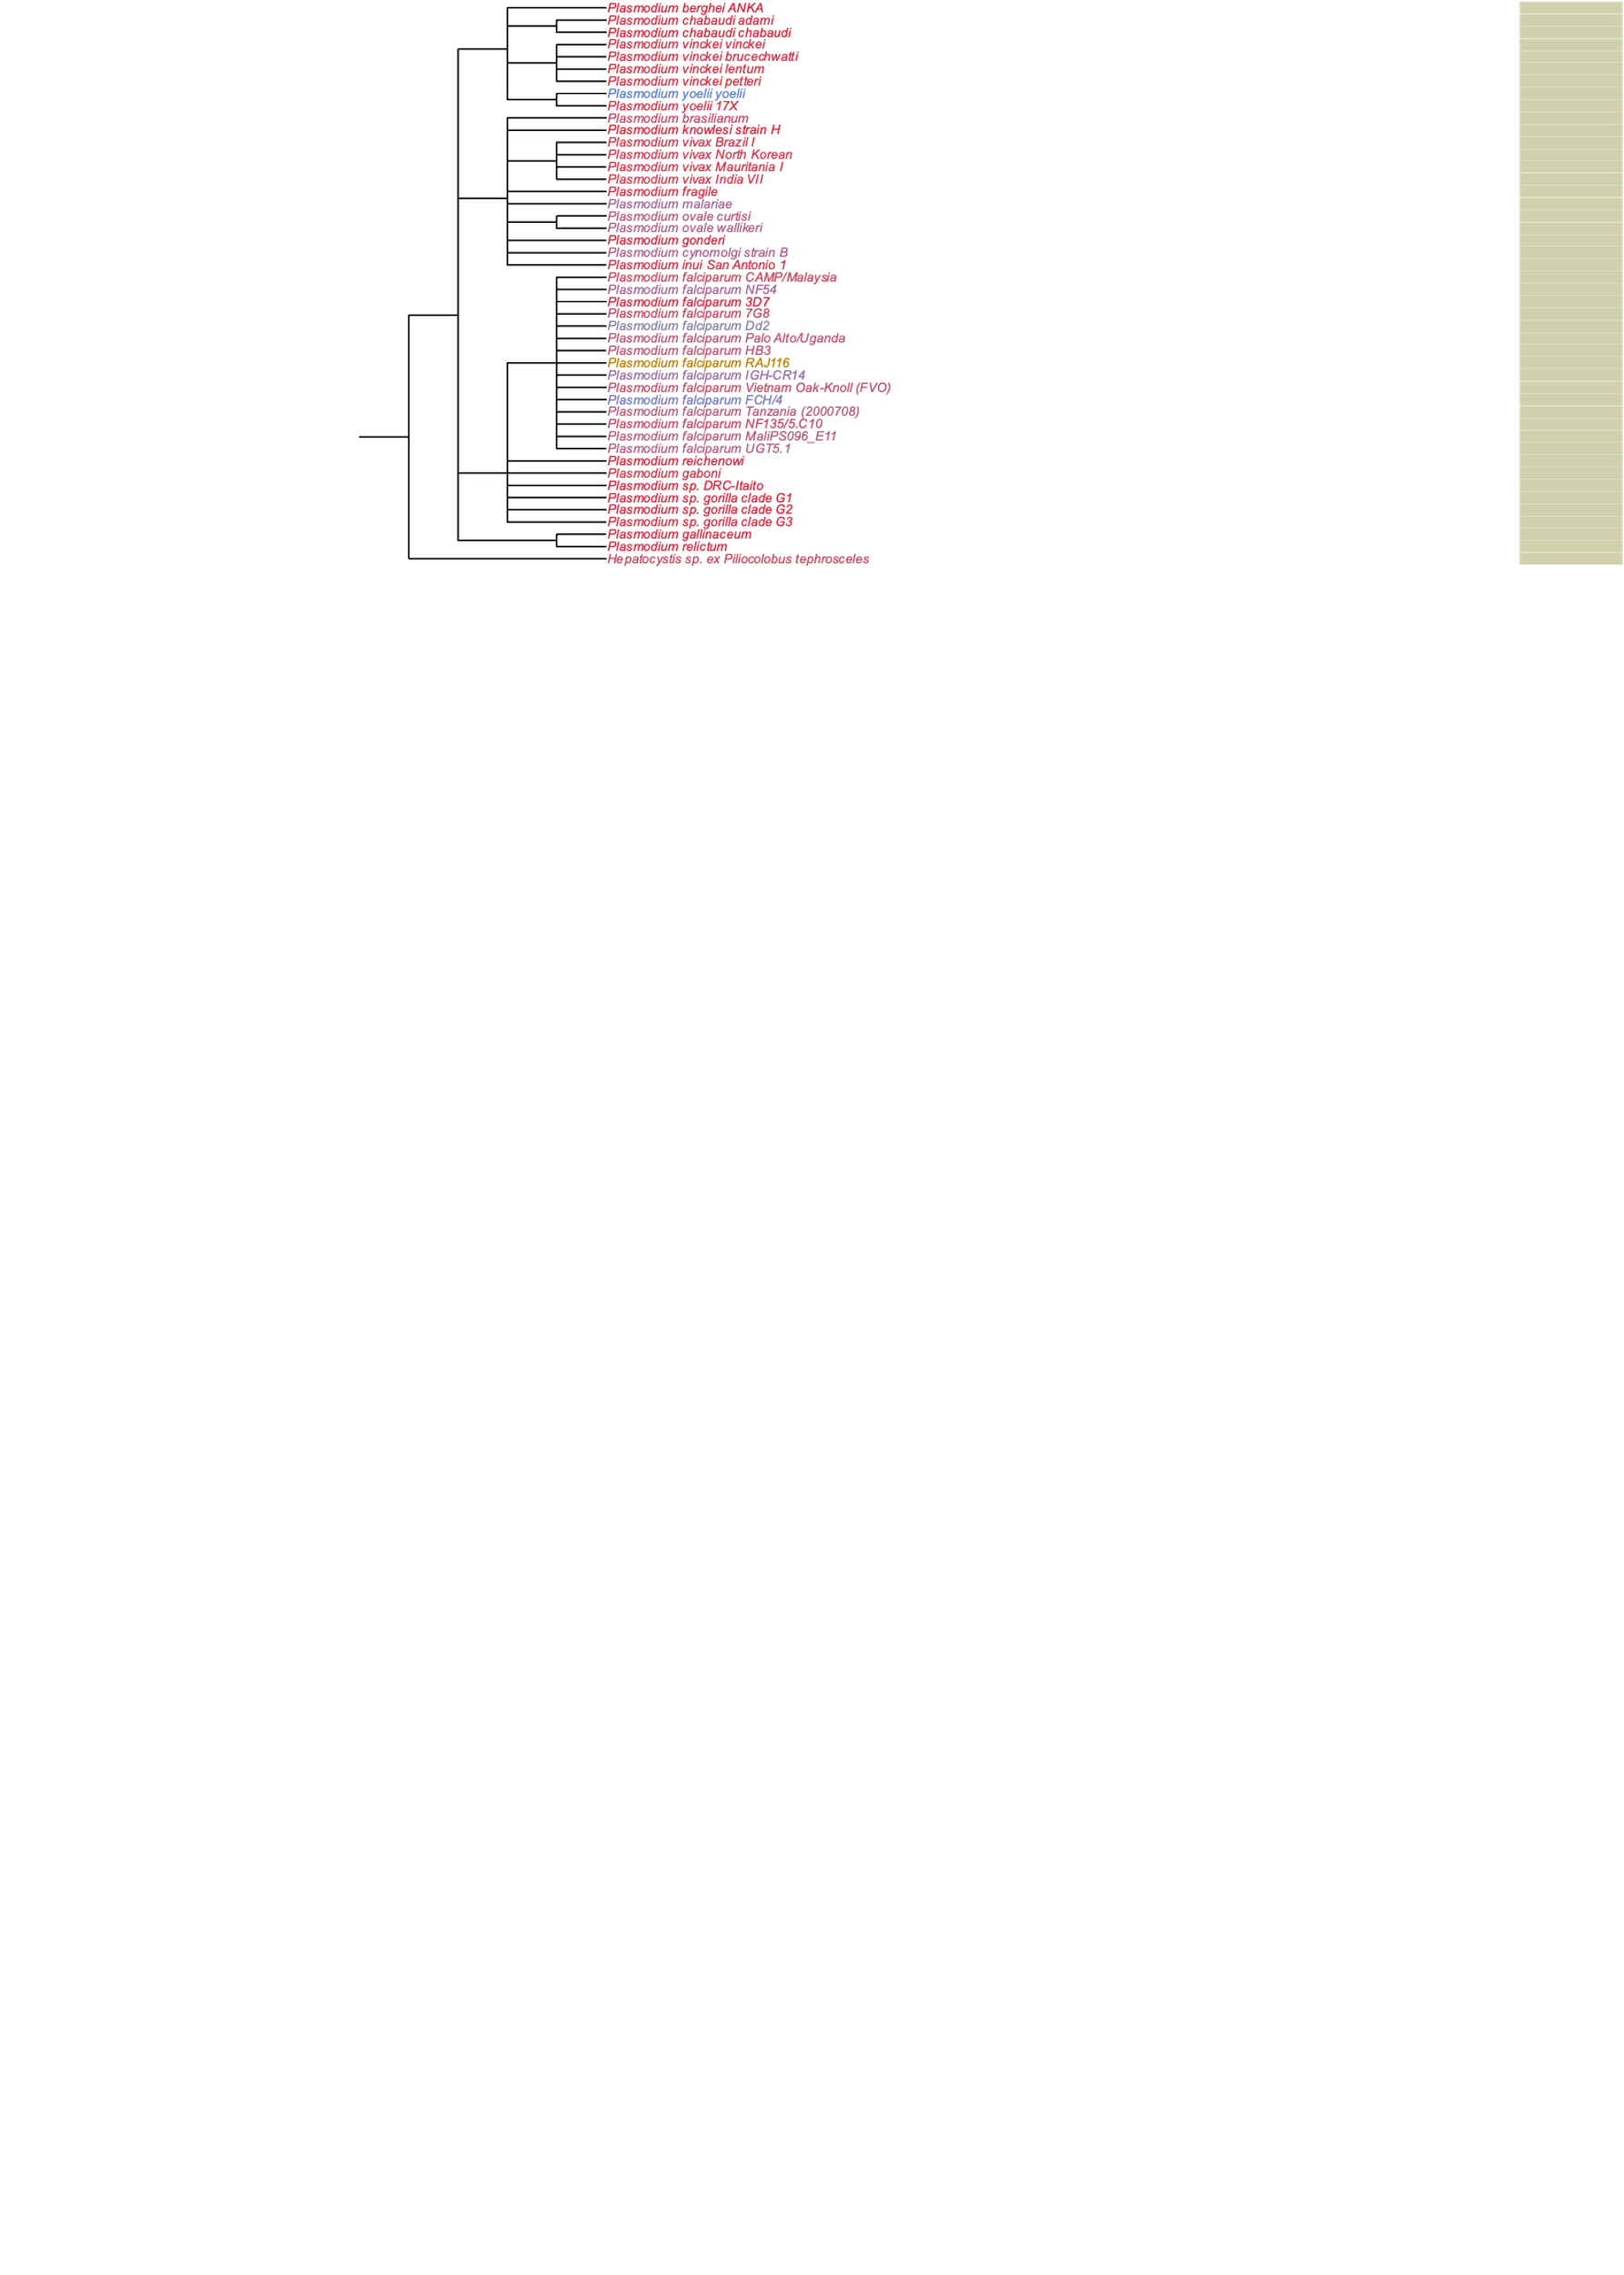 Plasmodium berghei ANKA
Plasmodium chabaudi adami
Plasmodium chabaudi chabaudi
Plasmodium vinckei vinckei
Plasmodium vinckei brucechwatti
Plasmodium vinckei lentum
Plasmodium vinckei petteri
Plasmodium yoelii yoelii
Plasmodium yoelii 17X
Plasmodium brasilianum
Plasmodium knowlesi strain H
Plasmodium vivax Brazil I
Plasmodium vivax North Korean
Plasmodium vivax Mauritania I
Plasmodium vivax India VII
Plasmodium fragile
Plasmodium malariae
Plasmodium ovale curtisi
Plasmodium ovale wallikeri
Plasmodium gonderi
Plasmodium cynomolgi strain B
Plasmodium inui San Antonio 1
Plasmodium falciparum CAMP/Malaysia
Plasmodium falciparum NF54
Plasmodium falciparum 3D7
Plasmodium falciparum 7G8
Plasmodium falciparum Dd2
Plasmodium falciparum Palo Alto/Uganda
Plasmodium falciparum HB3
Plasmodium falciparum RAJ116
Plasmodium falciparum IGH-CR14
Plasmodium falciparum Vietnam Oak-Knoll (FVO)
Plasmodium falciparum FCH/4
Plasmodium falciparum Tanzania (2000708)
Plasmodium falciparum NF135/5.C10
Plasmodium falciparum MaliPS096_E11
Plasmodium falciparum UGT5.1
Plasmodium reichenowi
Plasmodium gaboni
Plasmodium sp. DRC-Itaito
Plasmodium sp. gorilla clade G1
Plasmodium sp. gorilla clade G2
Plasmodium sp. gorilla clade G3
Plasmodium gallinaceum
Plasmodium relictum
Hepatocystis sp. ex Piliocolobus tephrosceles